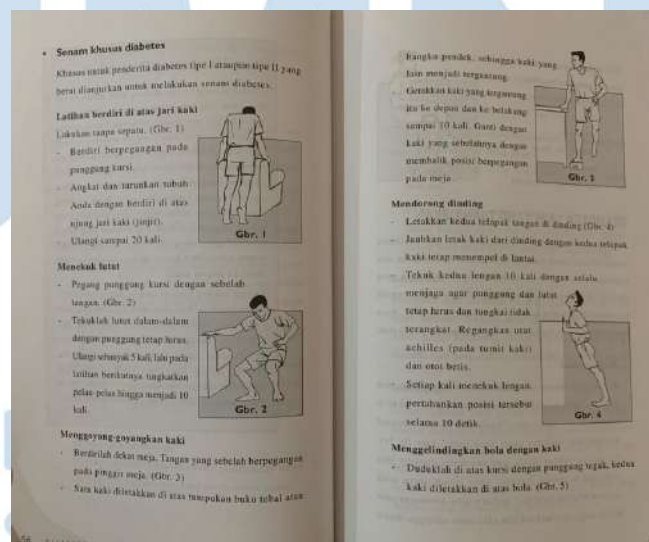 • Senam khusus diabetes
Khusus untuk penderita diabetes tipe I ataupun tipe II yang
berat dianjurkan untuk melakukan senam diabetes.
Latihan berdiri di atas jari kaki
Lakukan tanpa sepatu. (Gbr. 1)
- Berdiri berpegangan pada
punggung kursi.
- Angkat dan turunkan tubuh
Anda dengan berdiri di atas
ujung jari kaki (jinjit).
- Ulangi sampai 20 kali.
Gbr. 1
Menekuk lutut
- Pegang punggung kursi dengan sebelah
tangan. (Gbr. 2)
- Tekuklah lutut dalam-dalam
dengan punggung tetap lurus.
Ulangi sebanyak 5 kali, lalu pada
latihan berikutnya tingkatkan
pelan-pelan hingga menjadi 10
kali.
Gbr. 2
Menggoyang-goyangkan kaki
- Berdirilah dekat meja. Tangan yang sebelah berpegangan
pada pinggir meja. (Gbr. 3)
- Satu kaki diletakkan di atas tumpukan buku tebal atau
56
bangku pendek, sehingga kaki yang
lain menjadi tergantung.
- Gerakkan kaki yang tergantung
itu ke depan dan ke belakang
sampai 10 kali. Ganti dengan
kaki yang sebelahnya dengan
membalik posisi berpegangan
pada meja.
Gbr. 3
Mendorong dinding
- Letakkan kedua telapak tangan di dinding (Gbr. 4)
- Jauhkan letak kaki dari dinding dengan kedua telapak
kaki tetap menempel di lantai.
- Tekuk kedua lengan 10 kali dengan selalu
menjaga agar punggung dan lutut
tetap lurus dan tungkai tidak
terangkat. Regangkan urat
achilles (pada tumit kaki)
dan otot betis.
- Setiap kali menekuk lengan,
pertahankan posisi tersebut
selama 10 detik.
Gbr. 4
Menggelindingkan bola dengan kaki
- Duduklah di atas kursi dengan punggung tegak, kedua
kaki diletakkan di atas bola. (Gbr. 5)